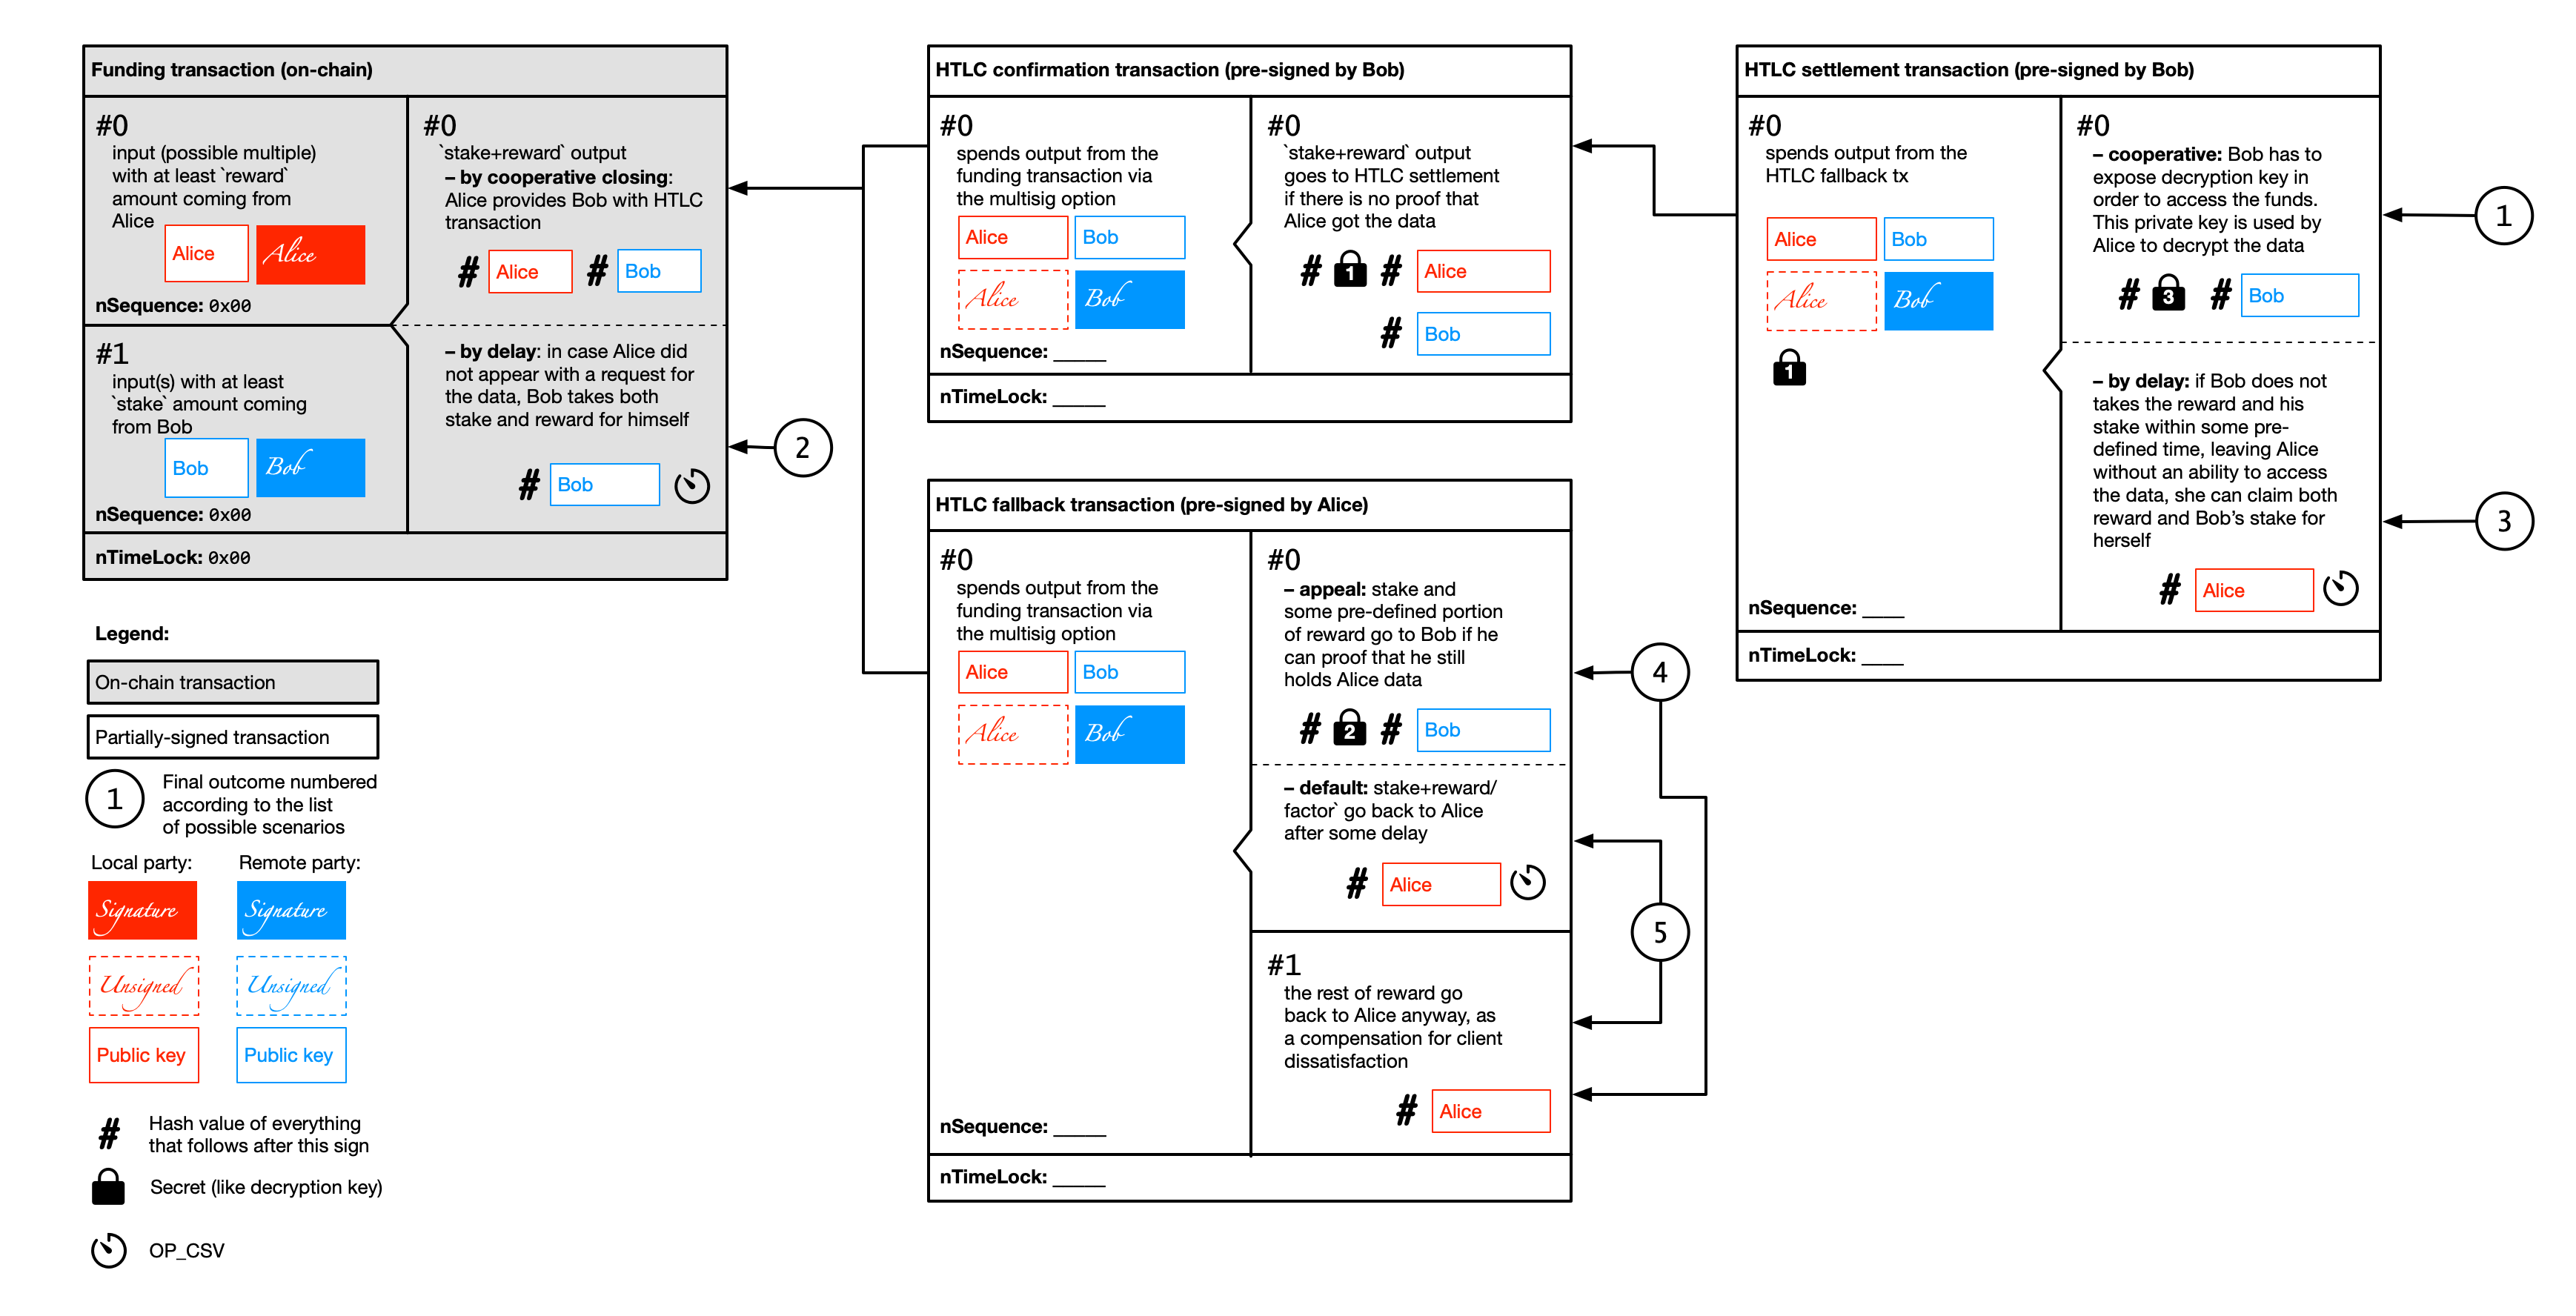 Funding transaction (on-chain)
#0
input (possible multiple)
with at least `reward`
amount coming from
Alice
Alice
Alice
nSequence: 0x00
#1
input(s) with at least
`stake` amount coming
from Bob
Bob
Bob
nSequence: 0x00
#0
`stake+reward` output
– by cooperative closing:
Alice provides Bob with HTLC
transaction
# Alice # Bob
– by delay: in case Alice did
not appear with a request for
the data, Bob takes both
stake and reward for himself
# Bob
nTimeLock: 0x00
2
HTLC confirmation transaction (pre-signed by Bob)
#0
spends output from the
funding transaction via
the multisig option
Alice Bob
Alice Bob
nSequence: _____
#0
`stake+reward` output
goes to HTLC settlement
if there is no proof that
Alice got the data
# 1 # Alice
# Bob
nTimeLock: _____
HTLC settlement transaction (pre-signed by Bob)
#0
spends output from the
HTLC fallback tx
Alice Bob
Alice Bob
1
nSequence: ____
#0
– cooperative: Bob has to
expose decryption key in
order to access the funds.
This private key is used by
Alice to decrypt the data
# 3 # Bob
– by delay: if Bob does not
takes the reward and his
stake within some pre-
defined time, leaving Alice
without an ability to access
the data, she can claim both
reward and Bob’s stake for
herself
# Alice
nTimeLock: ____
1
3
HTLC fallback transaction (pre-signed by Alice)
#0
spends output from the
funding transaction via
the multisig option
Alice Bob
Alice Bob
nSequence: _____
#0
– appeal: stake and
some pre-defined portion
of reward go to Bob if he
can proof that he still
holds Alice data
# 2 # Bob
– default: stake+reward/
factor` go back to Alice
after some delay
# Alice
#1
the rest of reward go
back to Alice anyway, as
a compensation for client
dissatisfaction
# Alice
nTimeLock: _____
4
5
Legend:
On-chain transaction
Partially-signed transaction
1
Final outcome numbered
according to the list
of possible scenarios
Local party: Remote party:
Signature Signature
Unsigned Unsigned
Public key Public key
#
Hash value of everything
that follows after this sign
Secret (like decryption key)
OP_CSV